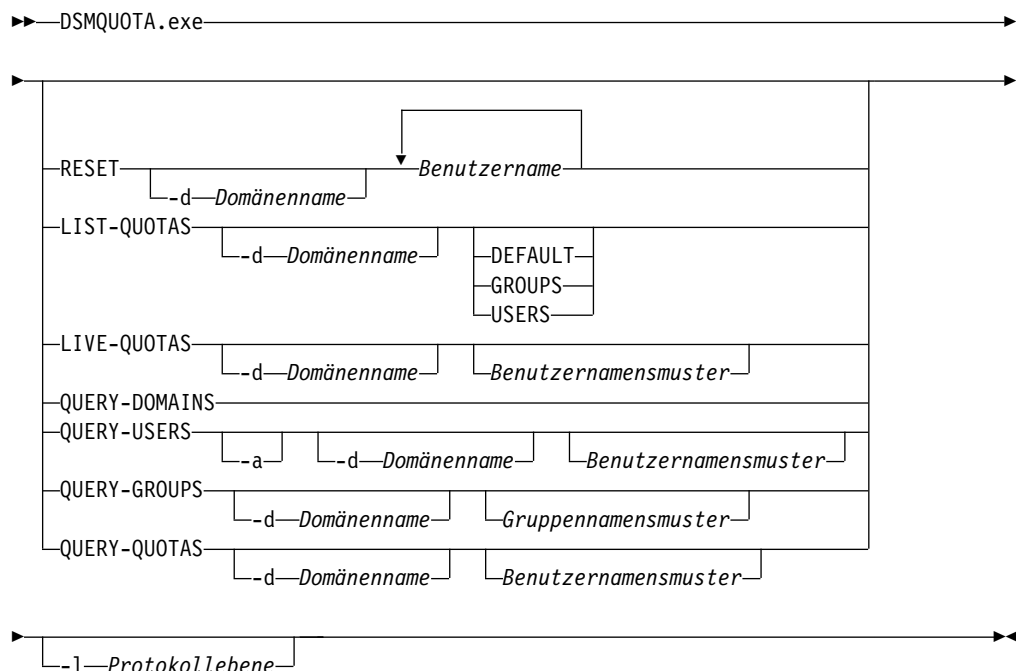 DSMQUOTA.exe
RESET -d Domänenname Benutzername
LIST-QUOTAS -d Domänenname DEFAULT
GROUPS
USERS
LIVE-QUOTAS -d Domänenname Benutzernamensmuster
QUERY-DOMAINS
QUERY-USERS -a -d Domänenname Benutzernamensmuster
QUERY-GROUPS -d Domänenname Gruppennamensmuster
QUERY-QUOTAS -d Domänenname Benutzernamensmuster
-l Protokollebene